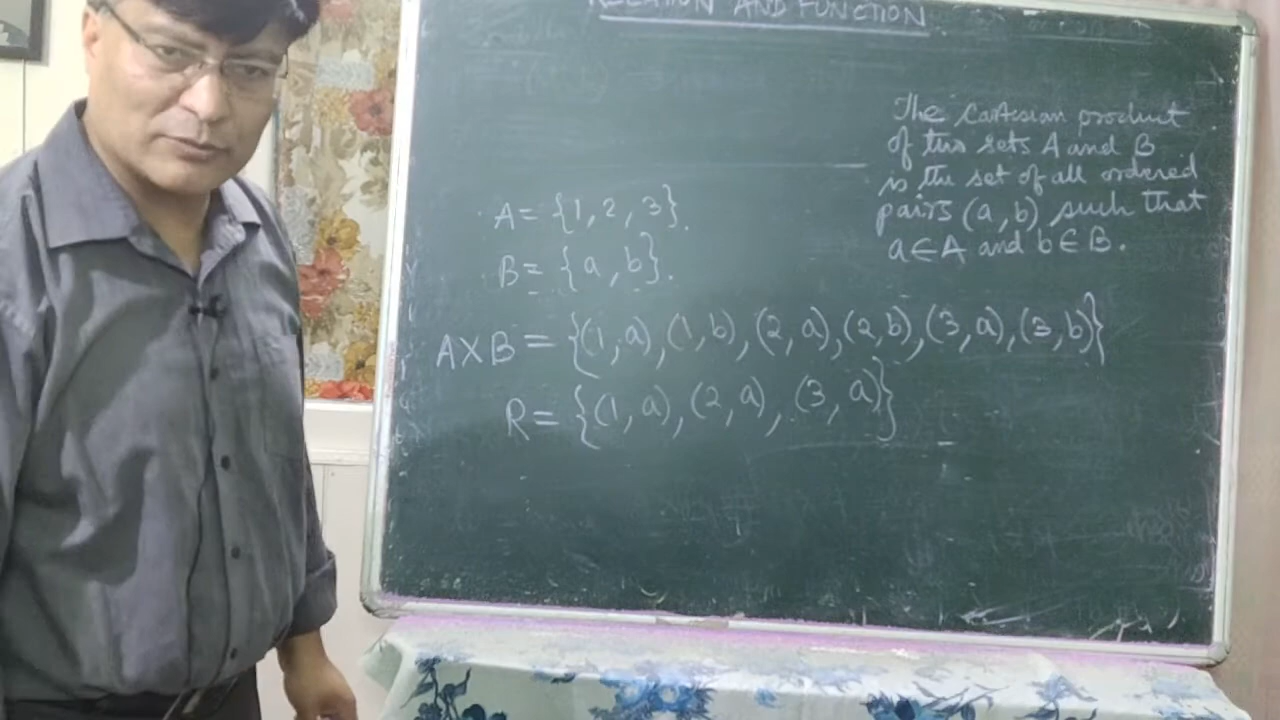 RELATION AND FUNCTION
The Cartesian product
of two sets A and B
is the set of all ordered
pairs (a, b) such that
a∈A and b∈B.
A = {1, 2, 3}.
B = {a, b}.
A×B = {(1, a), (1, b), (2, a), (2, b), (3, a), (3, b)}
R = {(1, a), (2, a), (3, a)}